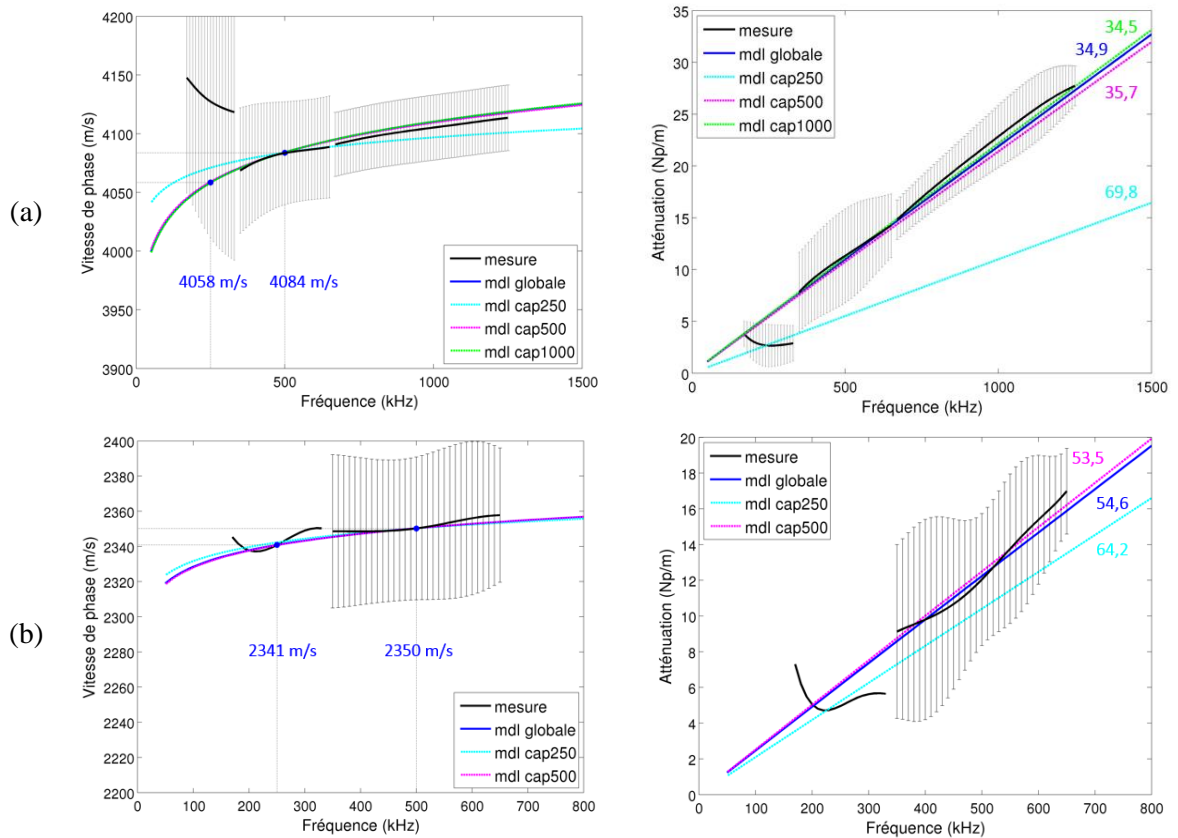 (a)
4200
4150
4100
4050
4000
3950
3900
Vitesse de phase (m/s)
4058 m/s
4084 m/s
mesure
mdl globale
mdl cap250
mdl cap500
mdl cap1000
0
500
1000
1500
Fréquence (kHz)
35
30
25
20
15
10
5
0
Atténuation (Np/m)
mesure
mdl globale
mdl cap250
mdl cap500
mdl cap1000
34,5
34,9
35,7
69,8
500
1000
1500
Fréquence (kHz)
(b)
2400
2380
2360
2340
2320
2300
2280
2260
2240
2220
2200
Vitesse de phase (m/s)
2341 m/s
2350 m/s
mesure
mdl globale
mdl cap250
mdl cap500
0
100
200
300
400
500
600
700
800
Fréquence (kHz)
20
18
16
14
12
10
8
6
4
2
0
Atténuation (Np/m)
mesure
mdl globale
mdl cap250
mdl cap500
53,5
54,6
64,2
0
100
200
300
400
500
600
700
800
Fréquence (kHz)